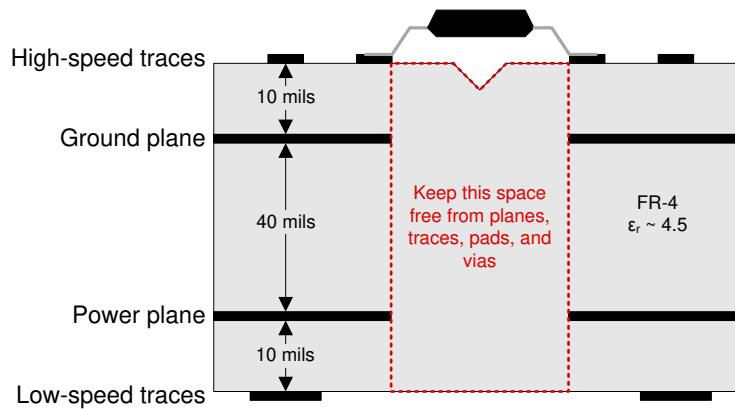 High-speed traces
10 mils
Ground plane
Keep this space
free from planes,
traces, pads, and
vias
FR-4
εr ~ 4.5
40 mils
Power plane
10 mils
Low-speed traces